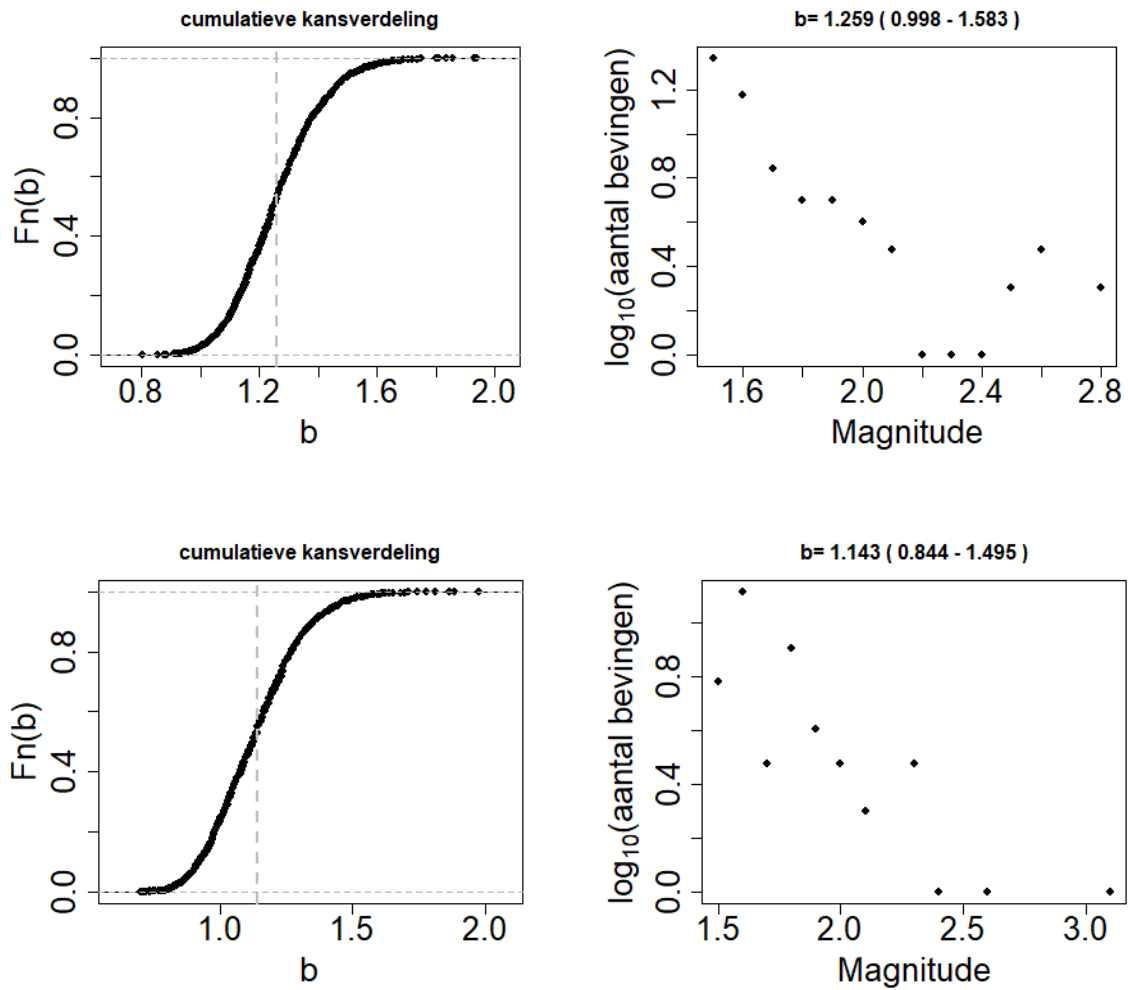 cumulatieve kansverdeling
Fn(b)
0.0 0.4 0.8
0.8 1.2 1.6 2.0
b
b= 1.259 ( 0.998 - 1.583 )
log10(aantal bevingen)
0.0 0.4 0.8 1.2
1.6 2.0 2.4 2.8
Magnitude
cumulatieve kansverdeling
Fn(b)
0.0 0.4 0.8
1.0 1.5 2.0
b
b= 1.143 ( 0.844 - 1.495 )
log10(aantal bevingen)
0.0 0.4 0.8
1.5 2.0 2.5 3.0
Magnitude